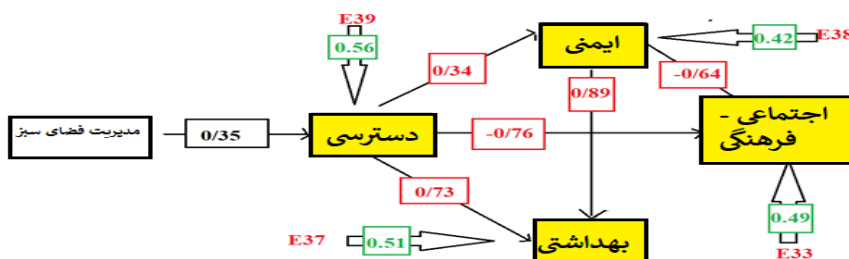 E39
0.56
ایمنی
0.42
E38
0/34
0/89
-0/64
مدیریت فضای سبز
0/35
دسترسی
-0/76
اجتماعی -
فرهنگی
0/73
0.49
E37
0.51
بهداشتی
E33